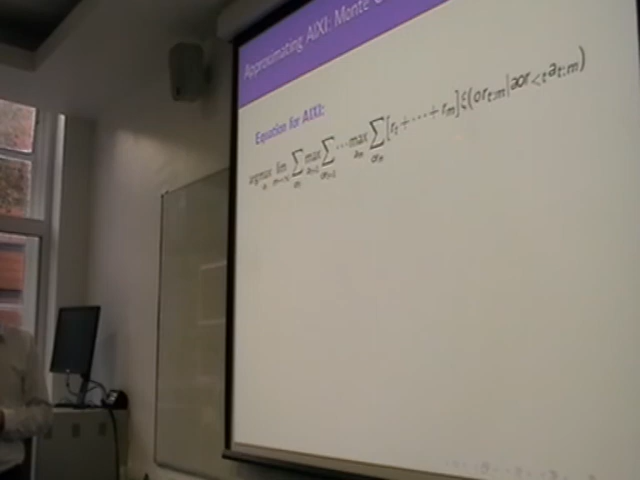 Approximating AIXI: Monte
Equation for AIXI:
argmax lim ∑ max ∑ ⋯ max ∑ [r_t + ⋯ + r_m] ξ(or_{t:m}|aor_{<t}a_{t:m})